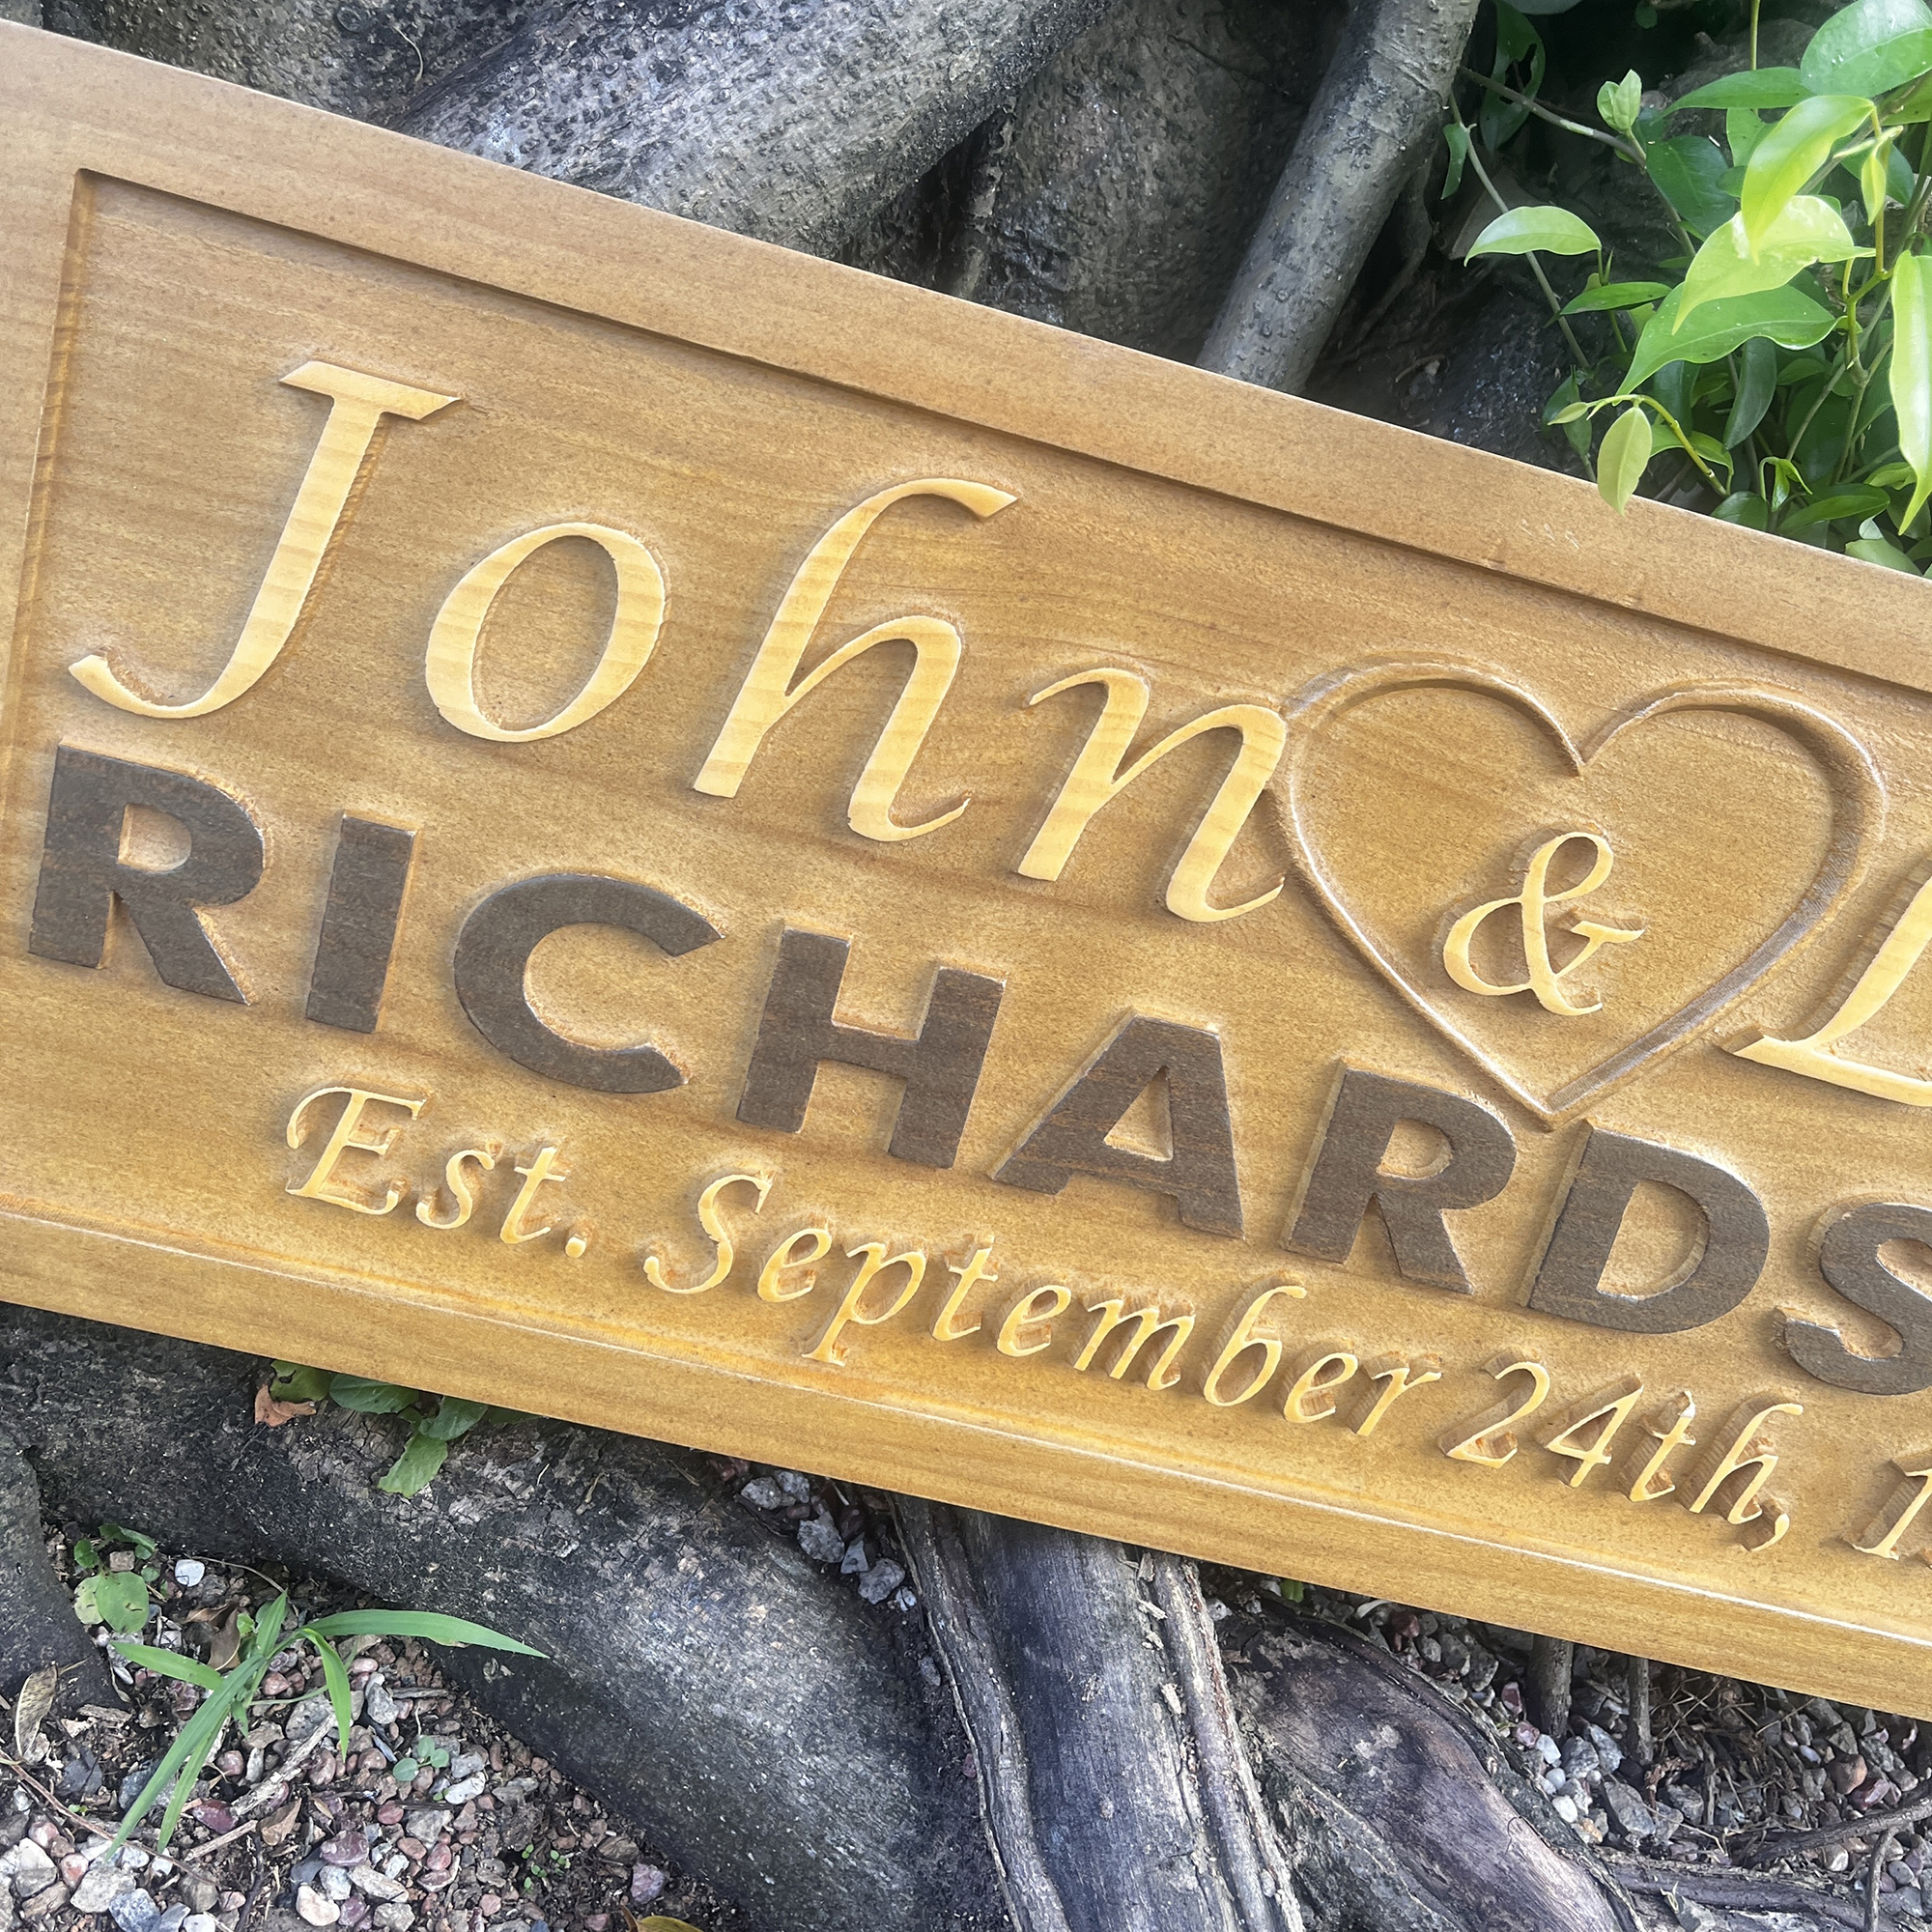 John &
RICHARDS
Est. September 24th,